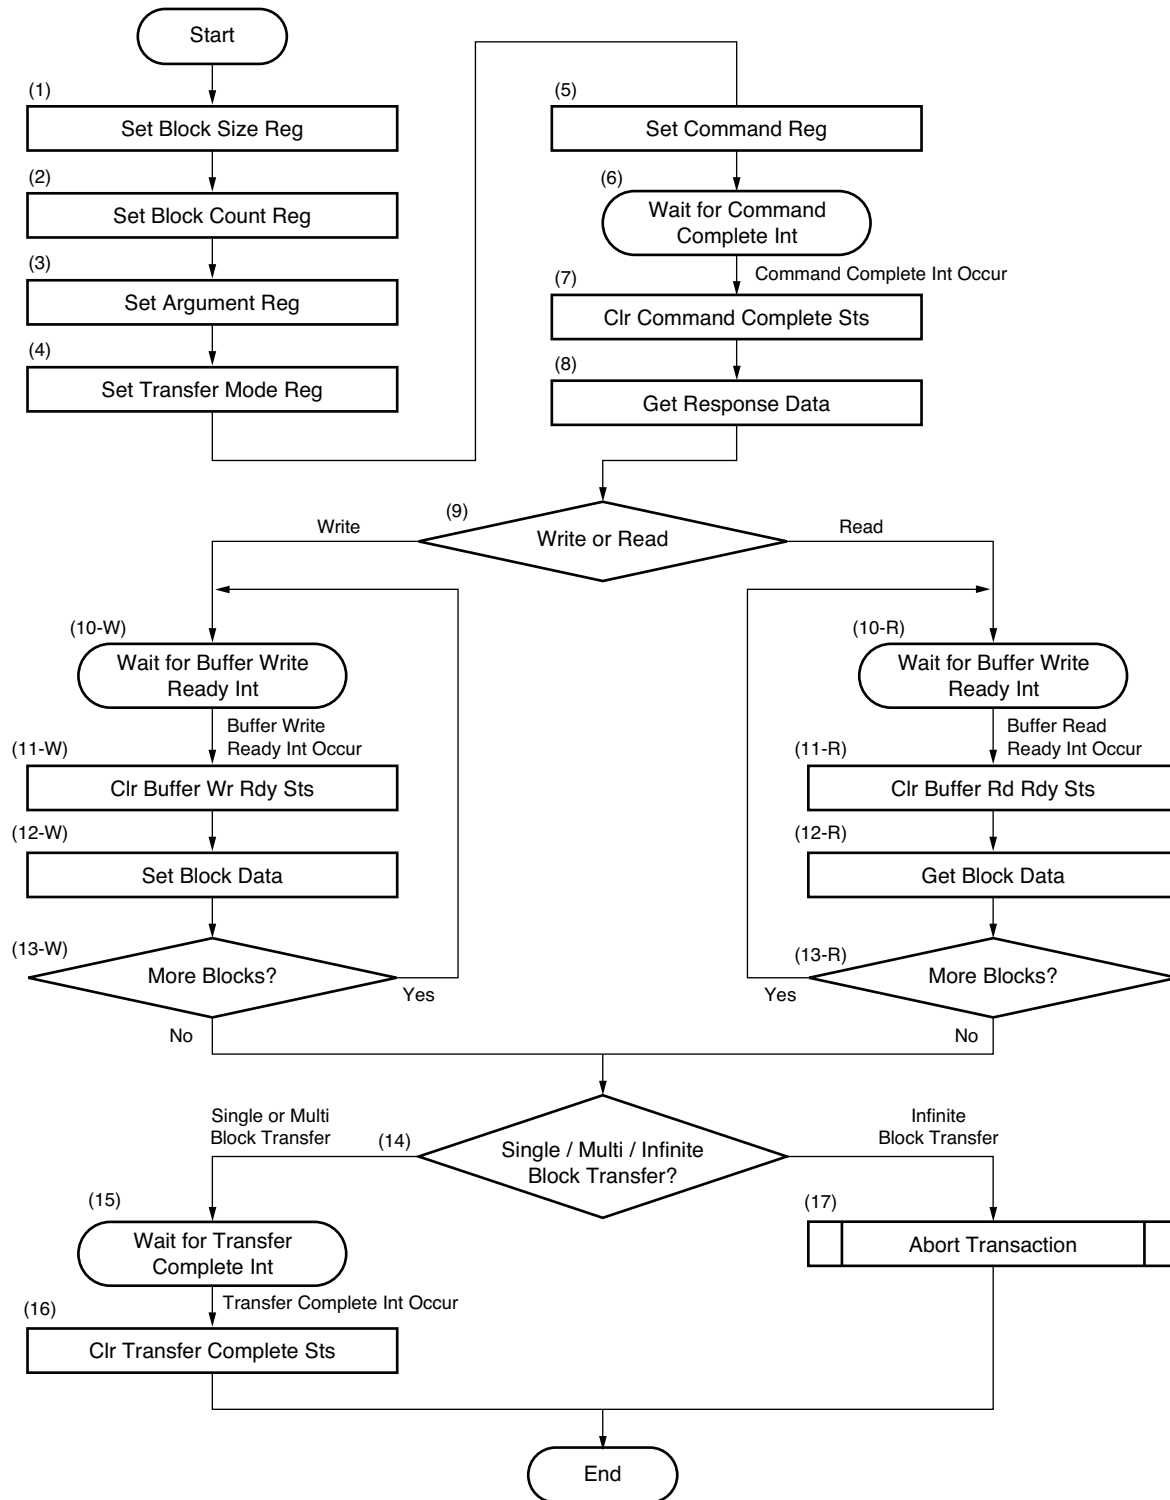 Start
(1)
Set Block Size Reg
(2)
Set Block Count Reg
(3)
Set Argument Reg
(4)
Set Transfer Mode Reg
(5)
Set Command Reg
(6)
Wait for Command
Complete Int
Command Complete Int Occur
(7)
Clr Command Complete Sts
(8)
Get Response Data
(9)
Write or Read
Write
Read
(10-W)
Wait for Buffer Write
Ready Int
Buffer Write
Ready Int Occur
(11-W)
Clr Buffer Wr Rdy Sts
(12-W)
Set Block Data
(13-W)
More Blocks?
Yes
No
(10-R)
Wait for Buffer Write
Ready Int
Buffer Read
Ready Int Occur
(11-R)
Clr Buffer Rd Rdy Sts
(12-R)
Get Block Data
(13-R)
More Blocks?
Yes
No
(14)
Single / Multi / Infinite
Block Transfer?
Single or Multi
Block Transfer
Infinite
Block Transfer
(15)
Wait for Transfer
Complete Int
Transfer Complete Int Occur
(16)
Clr Transfer Complete Sts
(17)
Abort Transaction
End